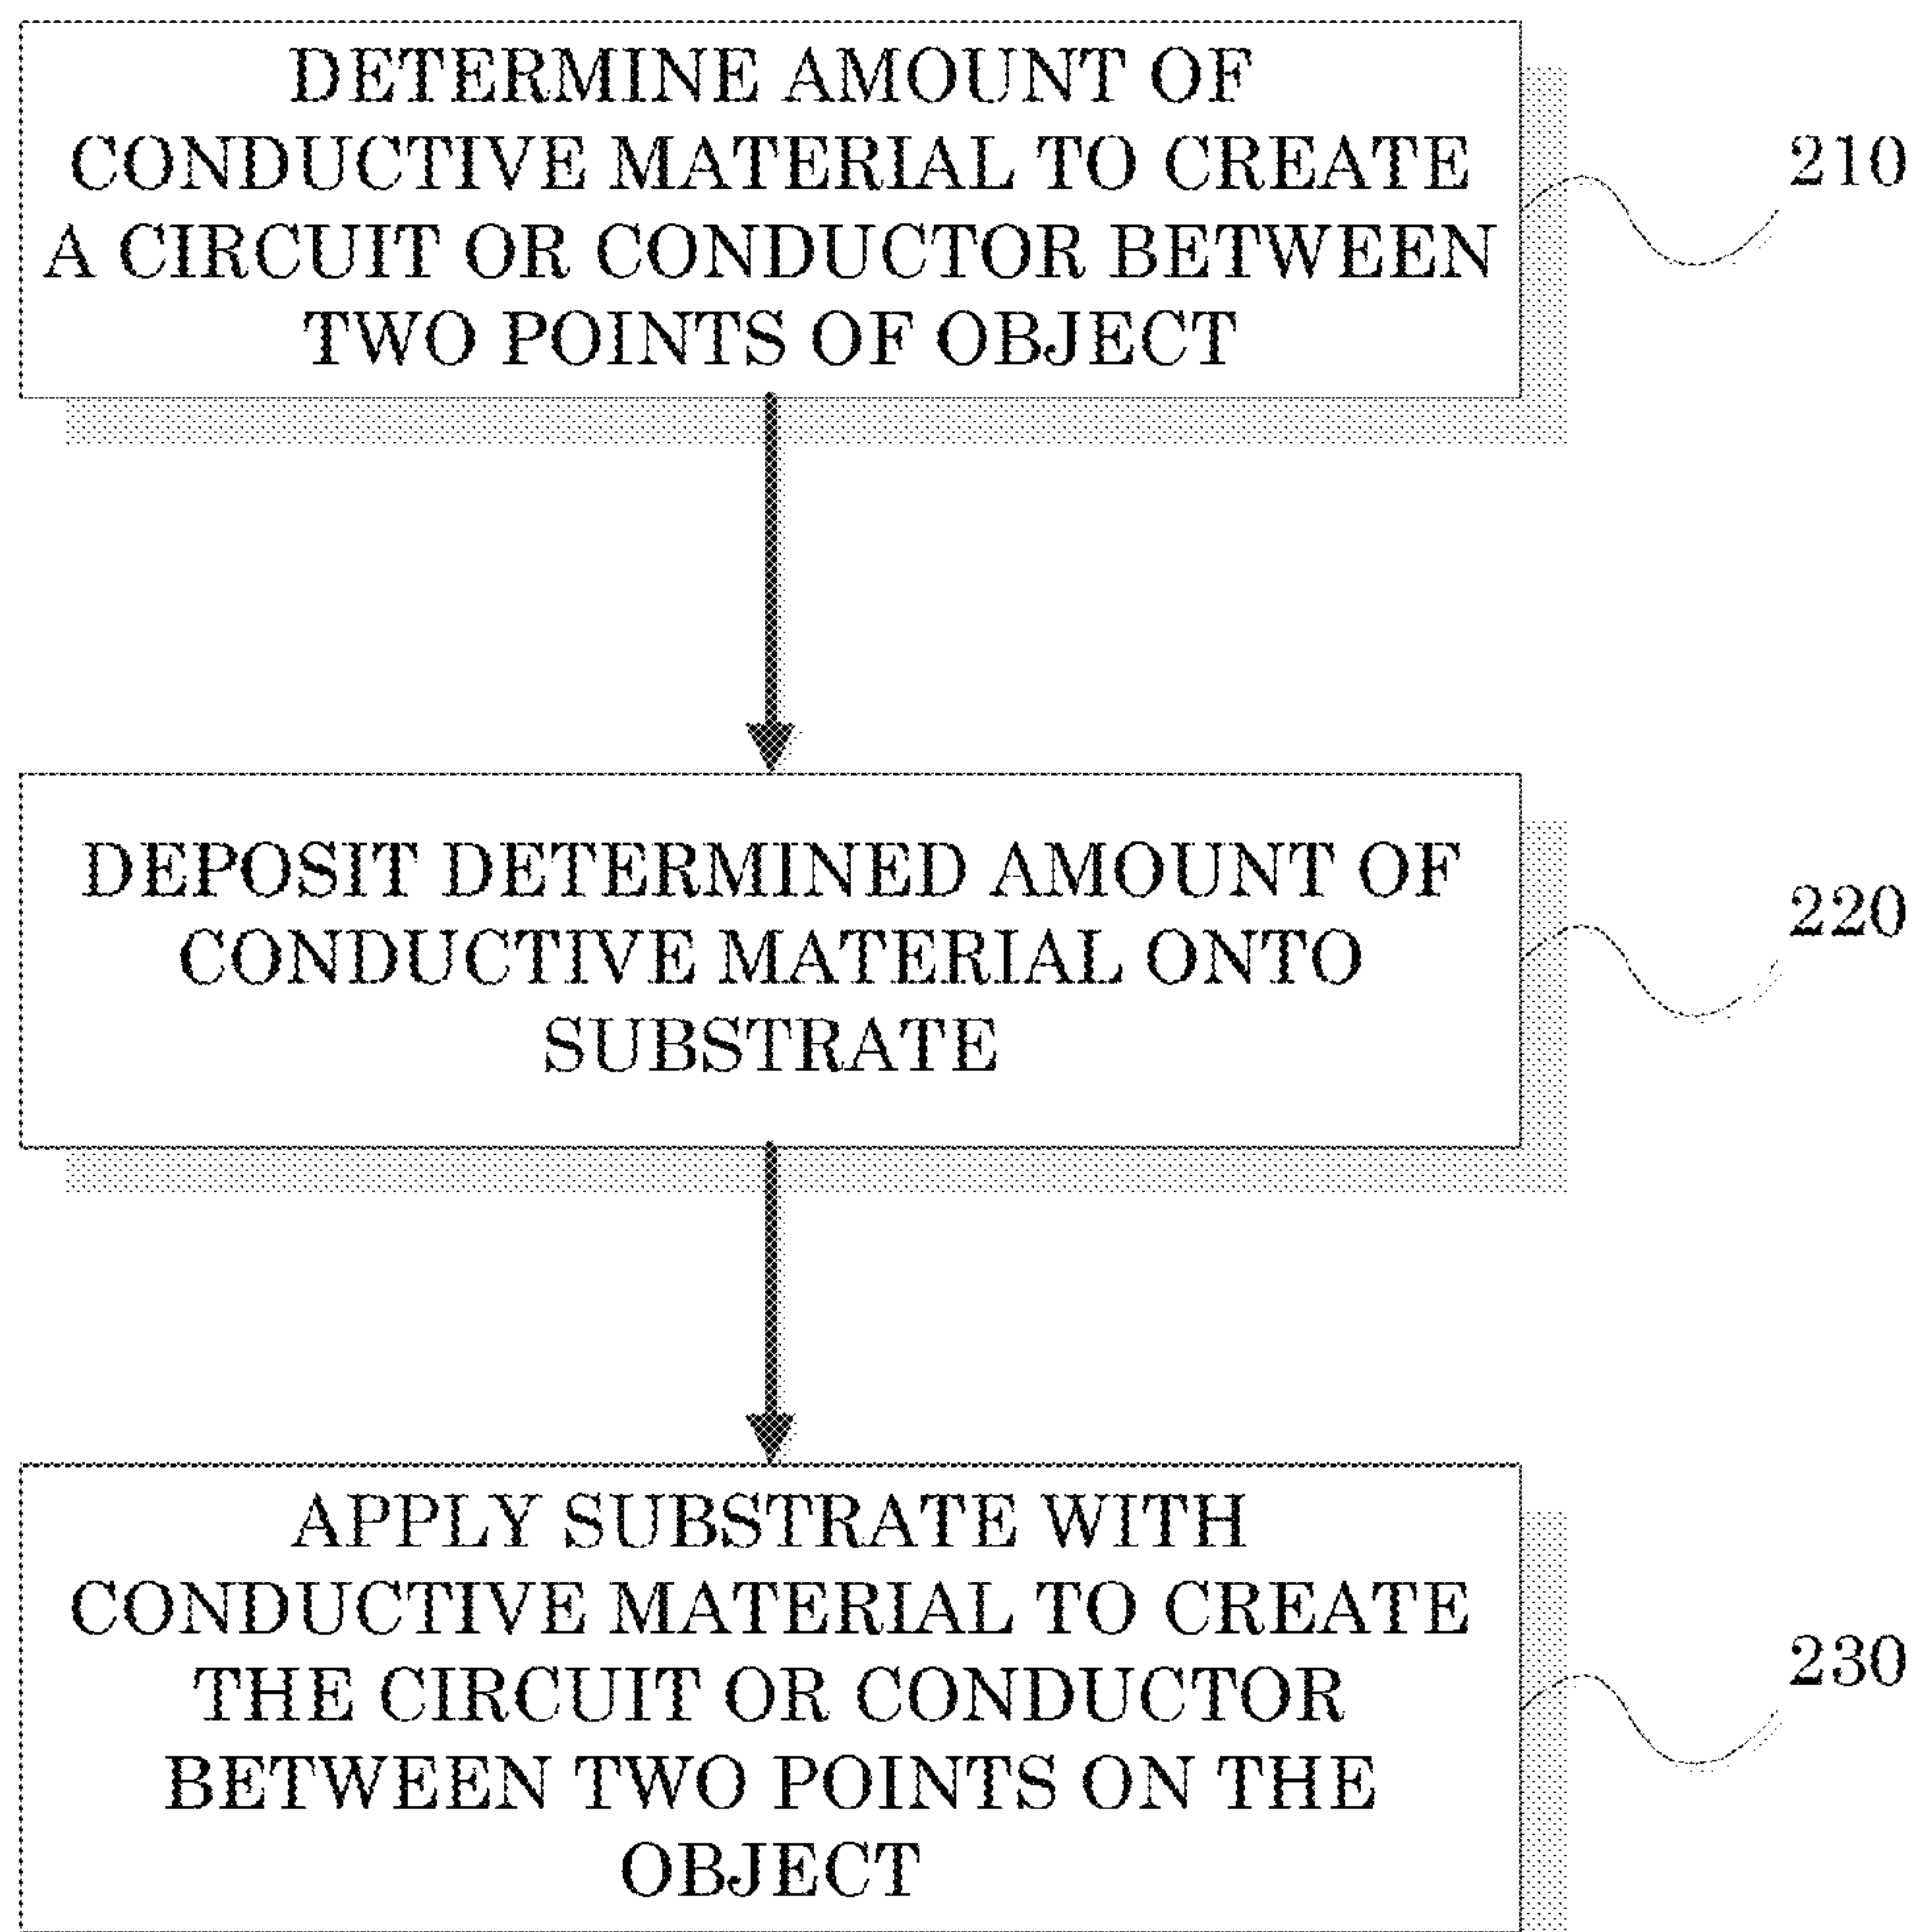 DETERMINE AMOUNT OF
CONDUCTIVE MATERIAL TO CREATE
A CIRCUIT OR CONDUCTOR BETWEEN
TWO POINTS OF OBJECT
210
DEPOSIT DETERMINED AMOUNT OF
CONDUCTIVE MATERIAL ONTO
SUBSTRATE
220
APPLY SUBSTRATE WITH
CONDUCTIVE MATERIAL TO CREATE
THE CIRCUIT OR CONDUCTOR
BETWEEN TWO POINTS ON THE
OBJECT
230